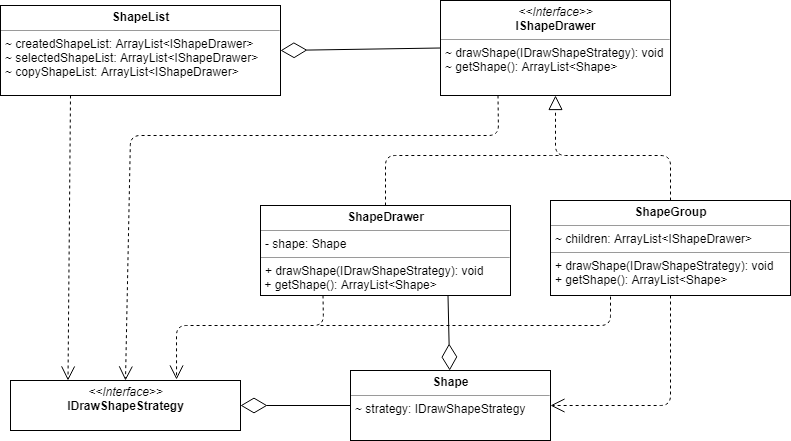 ShapeList
~ createdShapeList: ArrayList<IShapeDrawer>
~ selectedShapeList: ArrayList<IShapeDrawer>
~ copyShapeList: ArrayList<IShapeDrawer>
<<Interface>>
IShapeDrawer
~ drawShape(IDrawShapeStrategy): void
~ getShape(): ArrayList<Shape>
ShapeDrawer
- shape: Shape
+ drawShape(IDrawShapeStrategy): void
+ getShape(): ArrayList<Shape>
ShapeGroup
~ children: ArrayList<IShapeDrawer>
+ drawShape(IDrawShapeStrategy): void
+ getShape(): ArrayList<Shape>
<<Interface>>
IDrawShapeStrategy
Shape
~ strategy: IDrawShapeStrategy